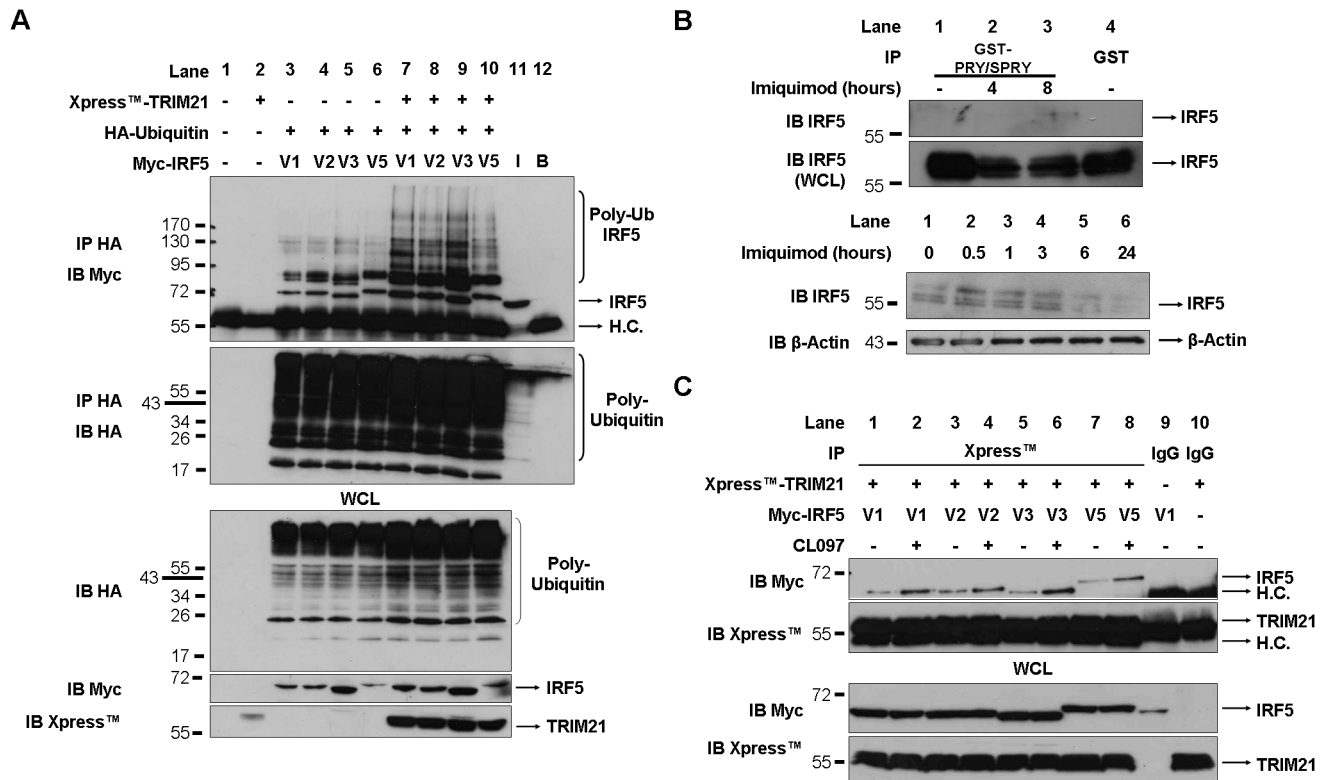 A
Lane 1 2 3 4 5 6 7 8 9 10 11 12
Xpress™-TRIM21 - + - - - - + + + +
HA-Ubiquitin - - + + + + + + + +
Myc-IRF5 - - V1 V2 V3 V5 V1 V2 V3 V5 I B
IP HA
IB Myc
170
130
95
72
55
Poly-Ub
IRF5
IRF5
H.C.
IP HA
IB HA
55
43
34
26
17
Poly-
Ubiquitin
WCL
IB HA
55
43
34
26
17
Poly-
Ubiquitin
72
IB Myc
IRF5
IB Xpress™
55
TRIM21
B
Lane 1 2 3 4
IP GST-
PRY/SPRY GST
Imiquimod (hours) - 4 8 -
IB IRF5
55
IRF5
IB IRF5
(WCL)
55
IRF5
Lane 1 2 3 4 5 6
Imiquimod (hours) 0 0.5 1 3 6 24
IB IRF5
55
IRF5
IB β-Actin 43 β-Actin
C
Lane 1 2 3 4 5 6 7 8 9 10
IP Xpress™ IgG IgG
Xpress™-TRIM21 + + + + + + + + - +
Myc-IRF5 V1 V1 V2 V2 V3 V3 V5 V5 V1 -
CL097 - + - + - + - + - -
IB Myc
72
IRF5
H.C.
IB Xpress™
55
TRIM21
H.C.
WCL
72
IB Myc
IRF5
IB Xpress™
55
TRIM21